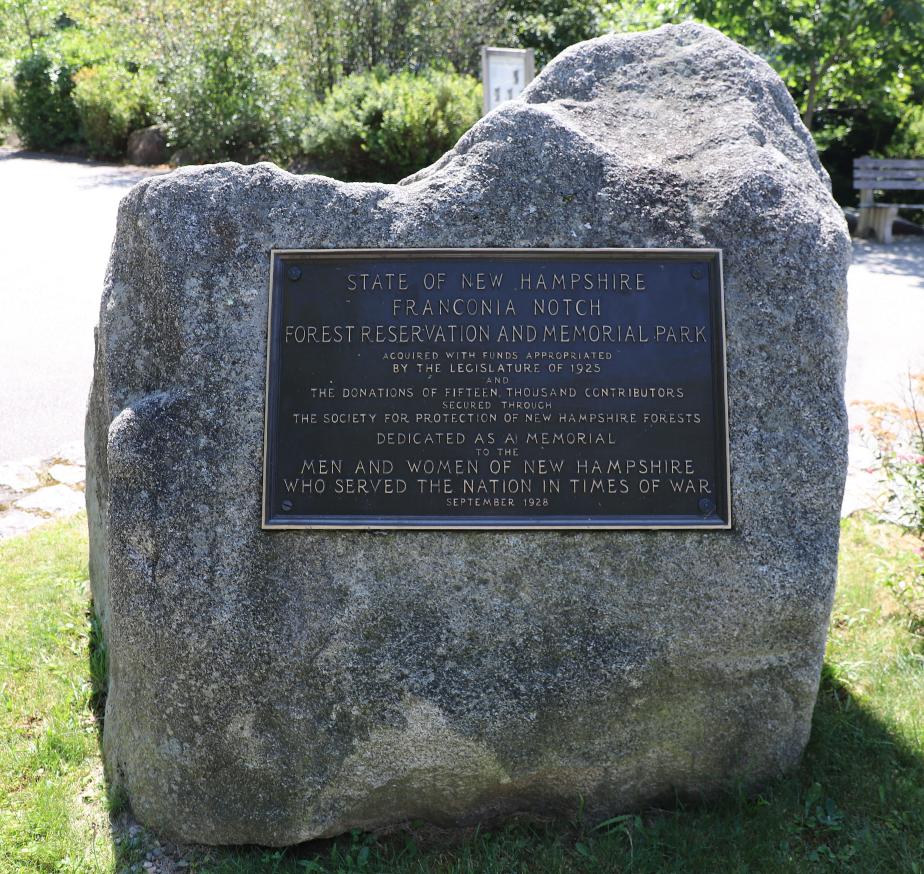 STATE OF NEW HAMPSHIRE
FRANCONIA NOTCH
FOREST RESERVATION AND MEMORIAL PARK
ACQUIRED WITH FUNDS APPROPRIATED
BY THE LEGISLATURE OF 1925
AND
THE DONATIONS OF FIFTEEN THOUSAND CONTRIBUTORS
SECURED THROUGH
THE SOCIETY FOR PROTECTION OF NEW HAMPSHIRE FORESTS
DEDICATED AS A MEMORIAL
TO THE
MEN AND WOMEN OF NEW HAMPSHIRE
WHO SERVED THE NATION IN TIMES OF WAR
SEPTEMBER 1928